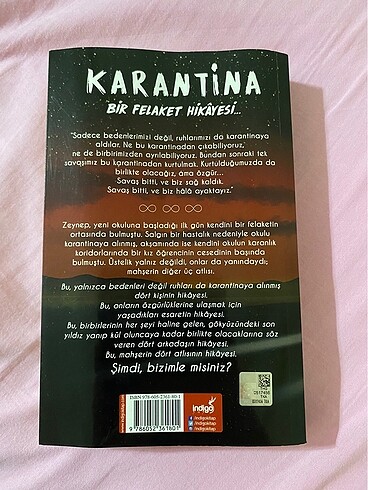 KARANTİNA
BİR FELAKET HİKÂYESİ...
"Sadece bedenlerimizi değil, ruhlarımızı da karantinaya
aldılar. Ne bu karantinadan çıkabiliyoruz,
ne de birbirimizden ayrılabiliyoruz. Bundan sonraki tek
savaşımız bu karantinadan kurtulmak. Kurtulduğumuzda da
birlikte olacağız, ama özgür...
Savaş bitti, ve biz sağ kaldık.
Savaş bitti, ve biz hâlâ ayaktayız."
Zeynep, yeni okuluna başladığı ilk gün kendini bir felaketin
ortasında bulmuştu. Salgın bir hastalık nedeniyle okulu
karantinaya alınmış, akşamında ise kendini okulun karanlık
koridorlarında bir kız öğrencinin cesedinin başında
bulmuştu. Üstelik yalnız değildi, onlar da yanındaydı;
mahşerin diğer üç atlısı.
Bu, yalnızca bedenleri değil ruhları da karantinaya alınmış
dört kişinin hikâyesi.
Bu, onların özgürlüklerine ulaşmak için
yaşadıkları esaretin hikâyesi.
Bu, birbirlerinin her şeyi haline gelen, gökyüzündeki son
yıldız yanıp kül oluncaya kadar birlikte olacaklarına söz
veren dört arkadaşın hikâyesi.
Bu, mahşerin dört atlısının hikâyesi.
Şimdi, bizimle misiniz?
ISBN 978-605-2361-80-1
9 786052 361801
indigo
kitap
/indigokitap
/indigokitap
/indigokitap